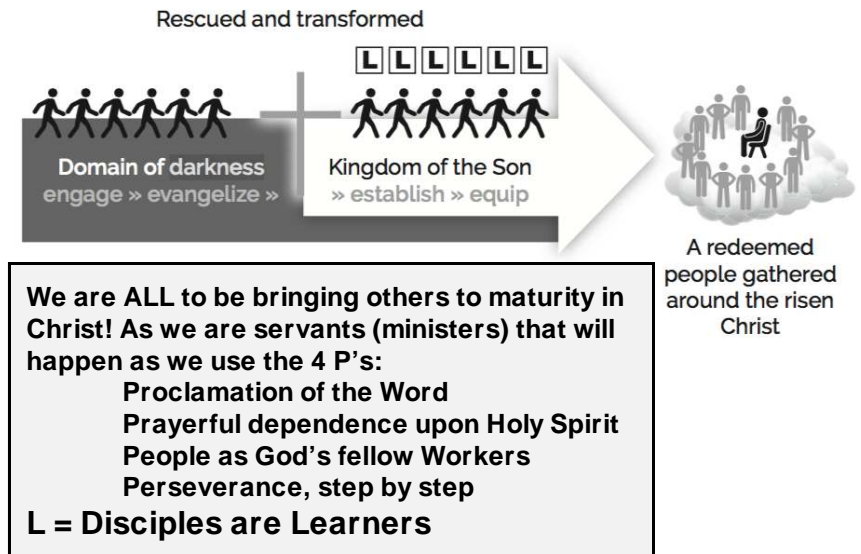 Rescued and transformed
L L L L L L
Domain of darkness
engage » evangelize »
Kingdom of the Son
» establish » equip
A redeemed
people gathered
around the risen
Christ
We are ALL to be bringing others to maturity in
Christ! As we are servants (ministers) that will
happen as we use the 4 P’s:
Proclamation of the Word
Prayerful dependence upon Holy Spirit
People as God’s fellow Workers
Perseverance, step by step
L = Disciples are Learners